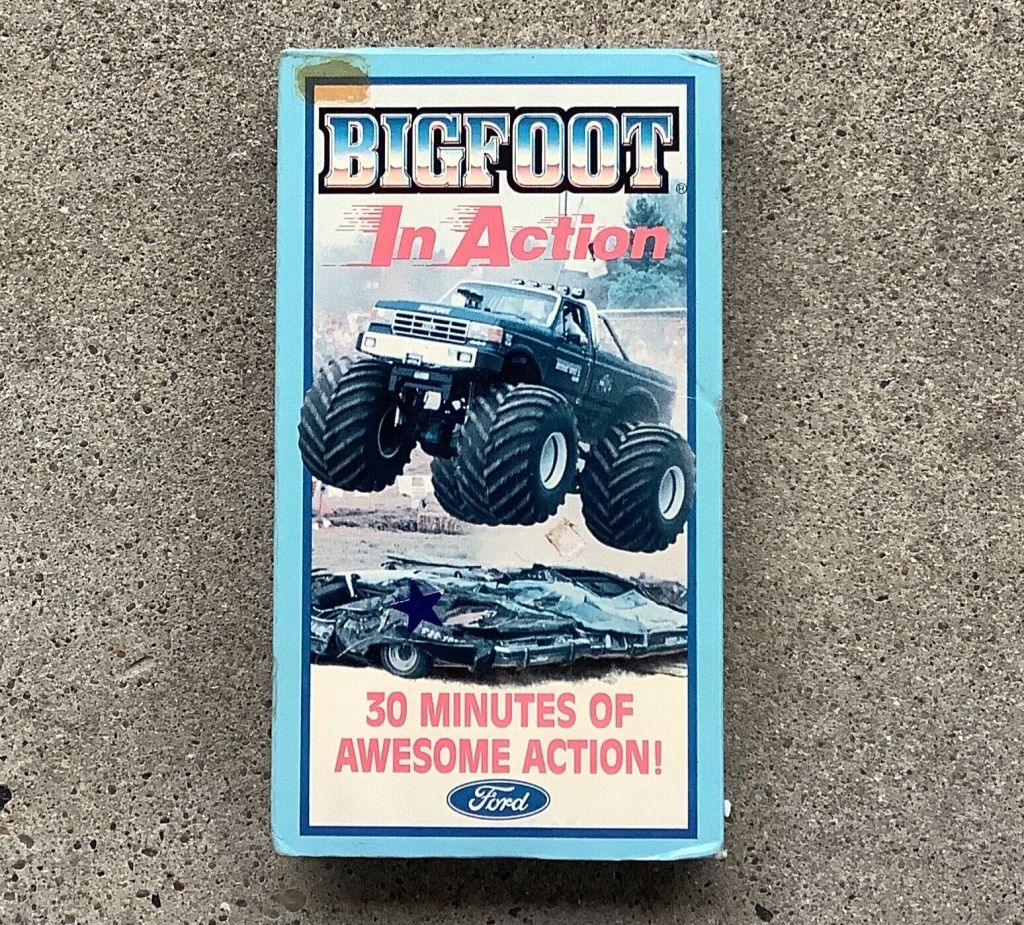 BIGFOOT®
In Action
30 MINUTES OF
AWESOME ACTION!
Ford